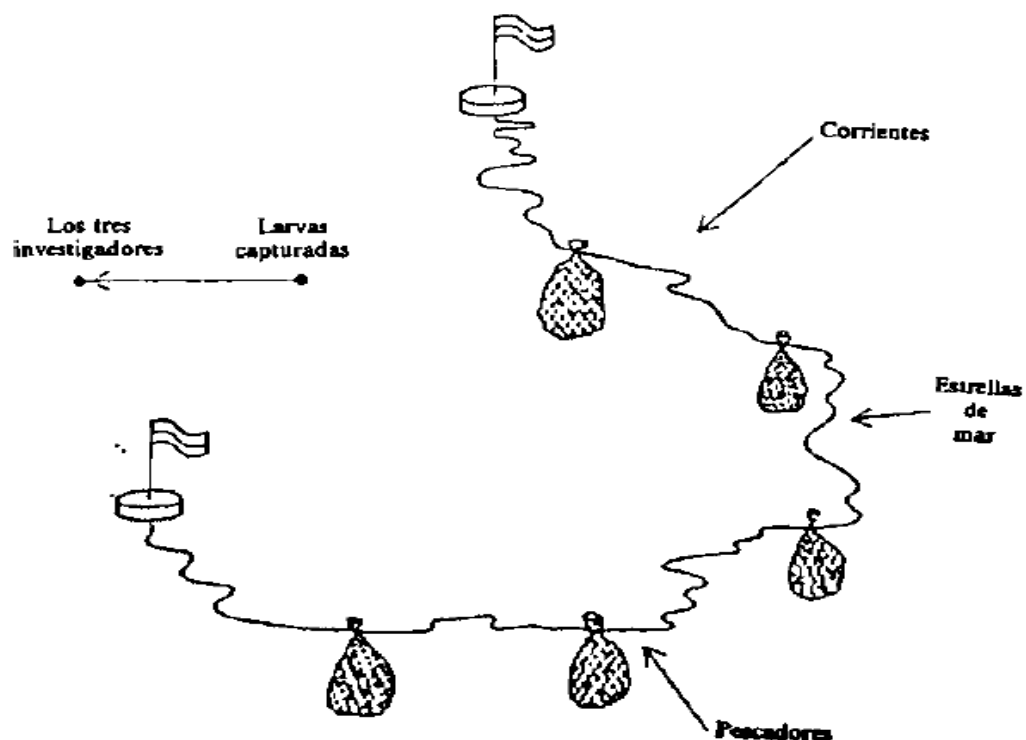 Corrientes
Los tres
investigadores
Larvas
capturadas
Estrellas
de
mar
Pescadores